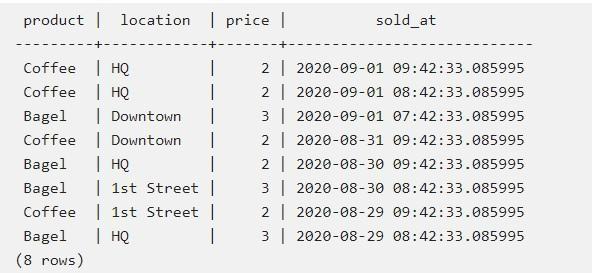 product |  location  | price |           sold_at
---------+------------+-------+----------------------------
 Coffee  | HQ         |     2 | 2020-09-01 09:42:33.085995
 Coffee  | HQ         |     2 | 2020-09-01 08:42:33.085995
 Bagel   | Downtown   |     3 | 2020-09-01 07:42:33.085995
 Coffee  | Downtown   |     2 | 2020-08-31 09:42:33.085995
 Bagel   | HQ         |     2 | 2020-08-30 09:42:33.085995
 Bagel   | 1st Street |     3 | 2020-08-30 08:42:33.085995
 Coffee  | 1st Street |     2 | 2020-08-29 09:42:33.085995
 Bagel   | HQ         |     3 | 2020-08-29 08:42:33.085995
(8 rows)